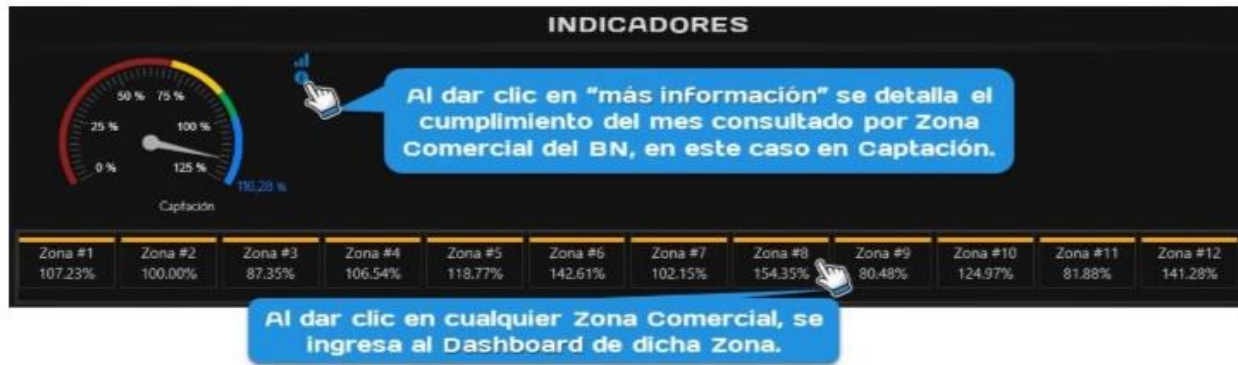 INDICADORES
50 % 75 %
25 % 100 %
0 % 125 %
116,28 %
Captación
Al dar clic en "más información" se detalla el
cumplimiento del mes consultado por Zona
Comercial del BN, en este caso en Captación.
Zona #1 Zona #2 Zona #3 Zona #4 Zona #5 Zona #6 Zona #7 Zona #8 Zona #9 Zona #10 Zona #11 Zona #12
107.23% 100.00% 87.35% 106.54% 118.77% 142.61% 102.15% 154.35% 80.48% 124.97% 81.88% 141.28%
Al dar clic en cualquier Zona Comercial, se
ingresa al Dashboard de dicha Zona.